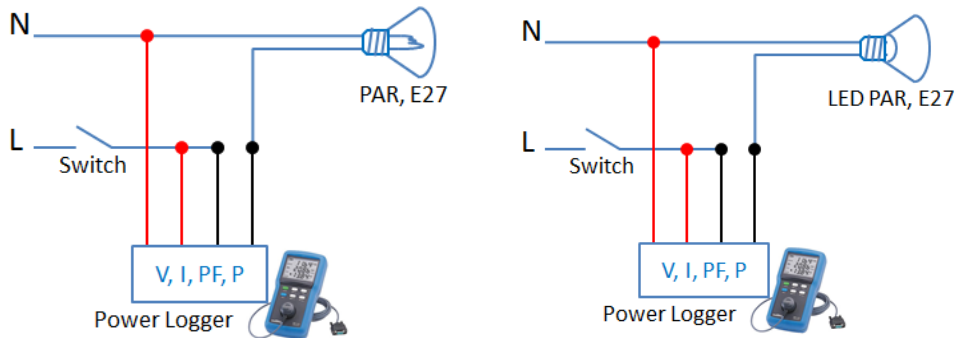 N
PAR, E27
L
Switch
V, I, PF, P
Power Logger
N
LED PAR, E27
L
Switch
V, I, PF, P
Power Logger